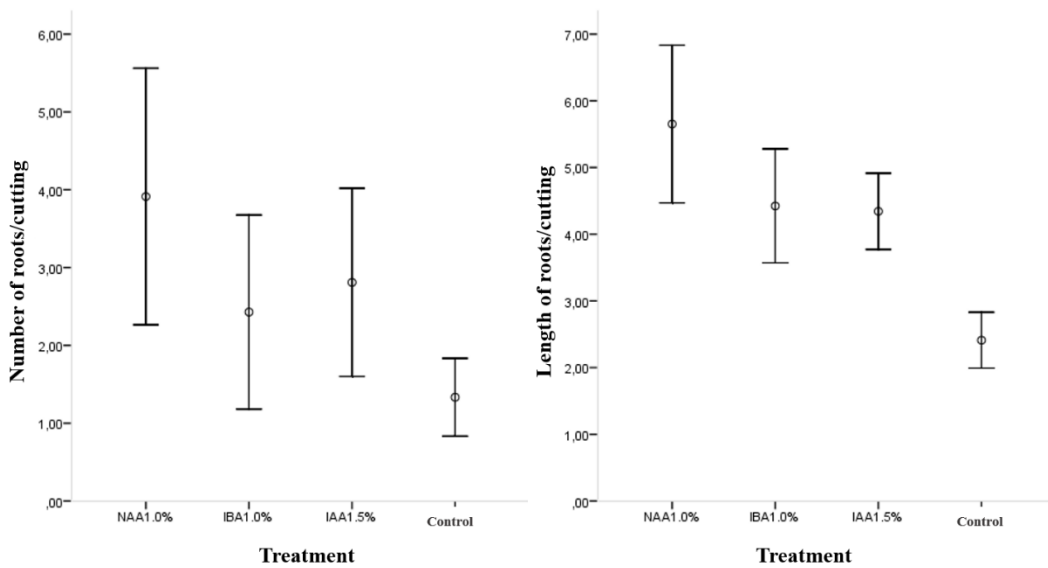 Number of roots/cutting
6,00
5,00
4,00
3,00
2,00
1,00
,00
NAA1.0% IBA1.0% IAA1.5% Control
Treatment
Length of roots/cutting
7,00
6,00
5,00
4,00
3,00
2,00
1,00
,00
NAA1.0% IBA1.0% IAA1.5% Control
Treatment